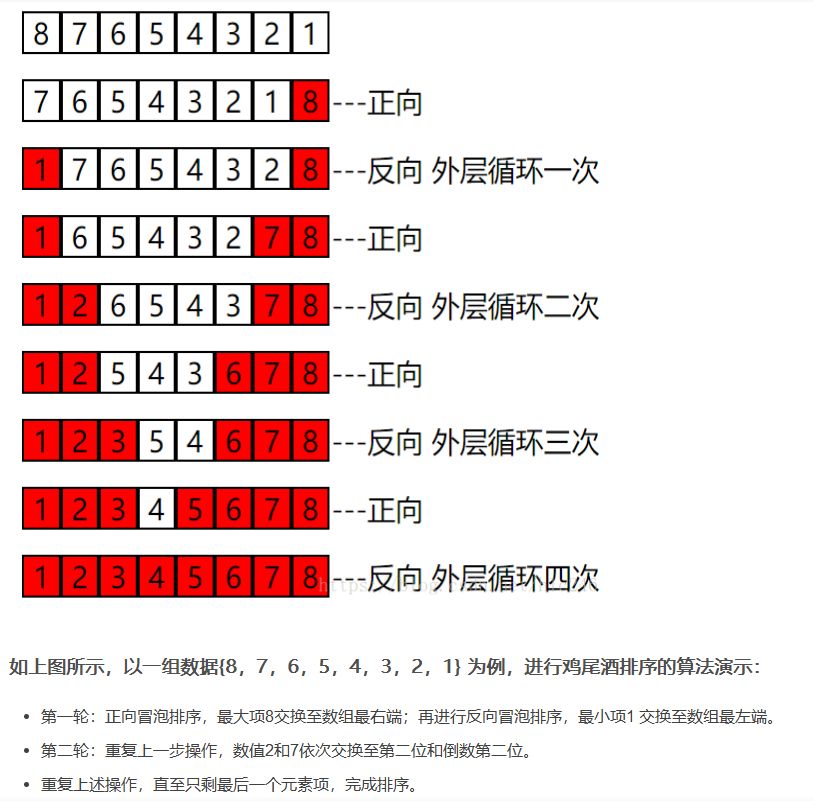 8 7 6 5 4 3 2 1
7 6 5 4 3 2 1 8 ---正向
1 7 6 5 4 3 2 8 ---反向 外层循环一次
1 6 5 4 3 2 7 8 ---正向
1 2 6 5 4 3 7 8 ---反向 外层循环二次
1 2 5 4 3 6 7 8 ---正向
1 2 3 5 4 6 7 8 ---反向 外层循环三次
1 2 3 4 5 6 7 8 ---正向
1 2 3 4 5 6 7 8 ---反向 外层循环四次
如上图所示，以一组数据{8，7，6，5，4，3，2，1} 为例，进行鸡尾酒排序的算法演示：
• 第一轮：正向冒泡排序，最大项8交换至数组最右端；再进行反向冒泡排序，最小项1 交换至数组最左端。
• 第二轮：重复上一步操作，数值2和7依次交换至第二位和倒数第二位。
• 重复上述操作，直至只剩最后一个元素项，完成排序。